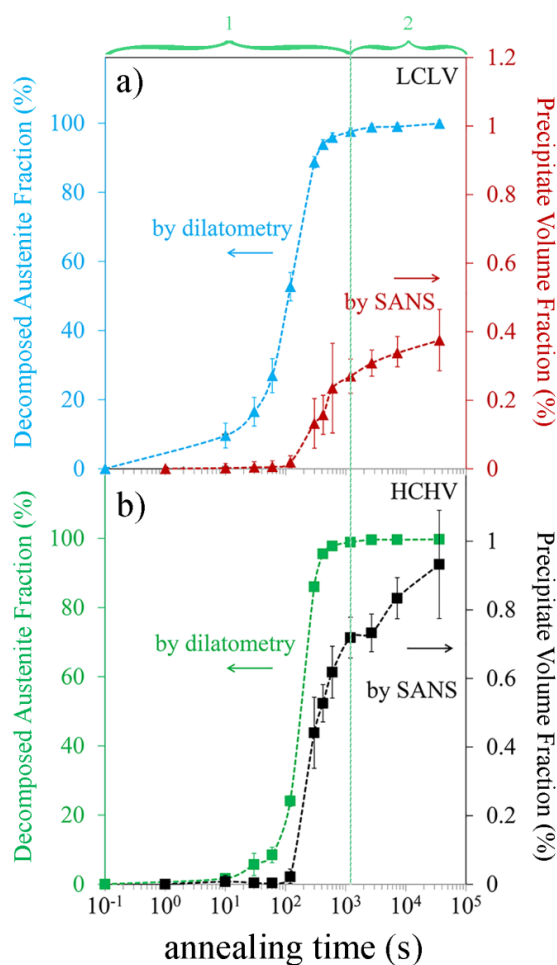 1 2
a) LCLV
Decomposed Austenite Fraction (%)
100
80
60
40
20
0
by dilatometry
by SANS
1.2
1
0.8
0.6
0.4
0.2
0
Precipitate Volume Fraction (%)
b) HCHV
Decomposed Austenite Fraction (%)
100
80
60
40
20
0
by dilatometry
by SANS
1
0.8
0.6
0.4
0.2
0
Precipitate Volume Fraction (%)
10⁻¹ 10⁰ 10¹ 10² 10³ 10⁴ 10⁵
annealing time (s)